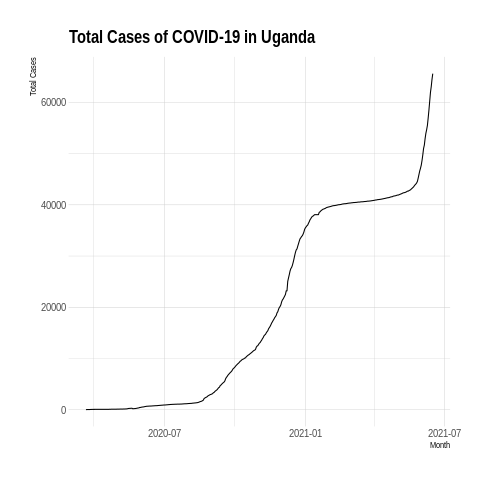 Total Cases of COVID-19 in Uganda
Total Cases
60000
40000
20000
0
2020-07
2021-01
2021-07
Month